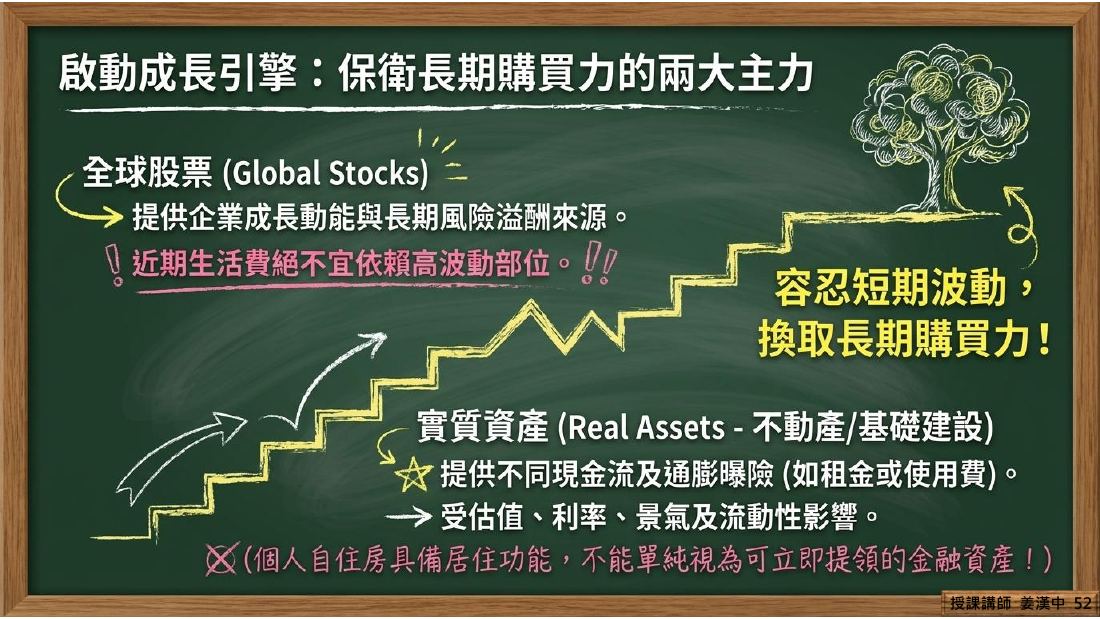 啟動成長引擎：保衛長期購買力的兩大主力
全球股票 (Global Stocks)
提供企業成長動能與長期風險溢酬來源。
近期生活費絕不宜依賴高波動部位。
容忍短期波動，
換取長期購買力！
實質資產 (Real Assets - 不動產/基礎建設)
提供不同現金流及通膨曝險 (如租金或使用費)。
受估值、利率、景氣及流動性影響。
(個人自住房具備居住功能，不能單純視為可立即提領的金融資產！)
授課講師 姜漢中 52